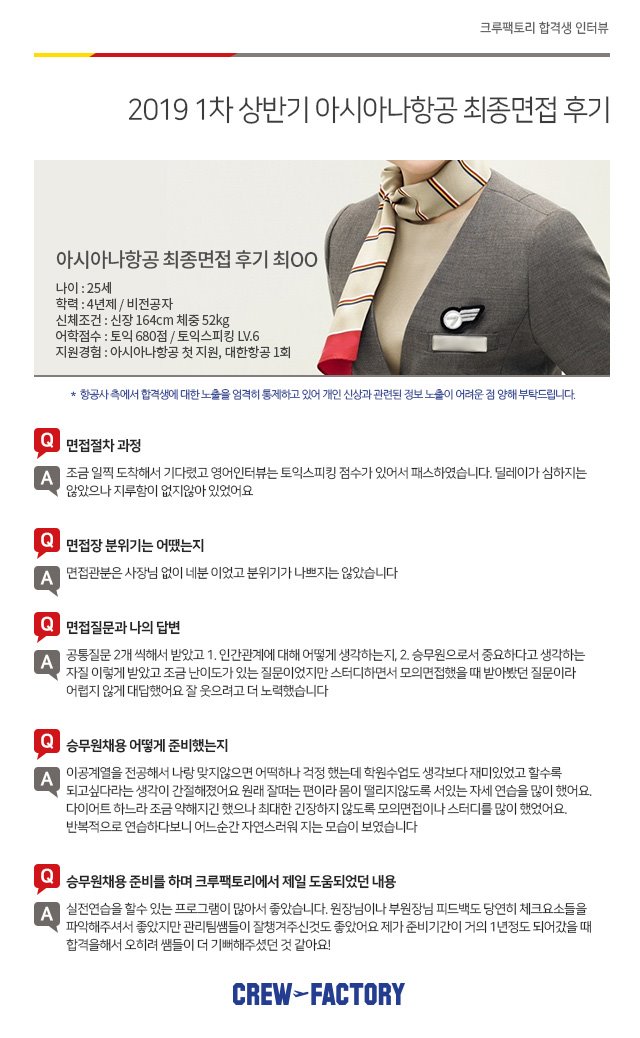 크루팩토리 합격생 인터뷰
2019 1차 상반기 아시아나항공 최종면접 후기
아시아나항공 최종면접 후기 최OO
나이 : 25세
학력 : 4년제 / 비전공자
신체조건 : 신장 164cm 체중 52kg
어학점수 : 토익 680점 / 토익스피킹 LV.6
지원경험 : 아시아나항공 첫 지원, 대한항공 1회
* 항공사 측에서 합격생에 대한 노출을 엄격히 통제하고 있어 개인 신상과 관련된 정보 노출이 어려운 점 양해 부탁드립니다.
Q 면접절차 과정
A 조금 일찍 도착해서 기다렸고 영어인터뷰는 토익스피킹 점수가 있어서 패스하였습니다. 딜레이가 심하지는
않았으나 지루함이 없지않아 있었어요
Q 면접장 분위기는 어땠는지
A 면접관분은 사장님 없이 네분 이었고 분위기가 나쁘지는 않았습니다
Q 면접질문과 나의 답변
A 공통질문 2개 씩해서 받았고 1. 인간관계에 대해 어떻게 생각하는지, 2. 승무원으로서 중요하다고 생각하는
자질 이렇게 받았고 조금 난이도가 있는 질문이었지만 스터디하면서 모의면접했을 때 받아봤던 질문이라
어렵지 않게 대답했어요 잘 웃으려고 더 노력했습니다
Q 승무원채용 어떻게 준비했는지
A 이공계열을 전공해서 나랑 맞지않으면 어떡하나 걱정 했는데 학원수업도 생각보다 재미있었고 할수록
되고싶다라는 생각이 간절해졌어요 원래 잘떠는 편이라 몸이 떨리지않도록 서있는 자세 연습을 많이 했어요.
다이어트 하느라 조금 약해지긴 했으나 최대한 긴장하지 않도록 모의면접이나 스터디를 많이 했었어요.
반복적으로 연습하다보니 어느순간 자연스러워 지는 모습이 보였습니다
Q 승무원채용 준비를 하며 크루팩토리에서 제일 도움되었던 내용
A 실전연습을 할수 있는 프로그램이 많아서 좋았습니다. 원장님이나 부원장님 피드백도 당연히 체크요소들을
파악해주셔서 좋았지만 관리팀쌤들이 잘챙겨주신것도 좋았어요 제가 준비기간이 거의 1년정도 되어갔을 때
합격을해서 오히려 쌤들이 더 기뻐해주셨던 것 같아요!
CREW FACTORY